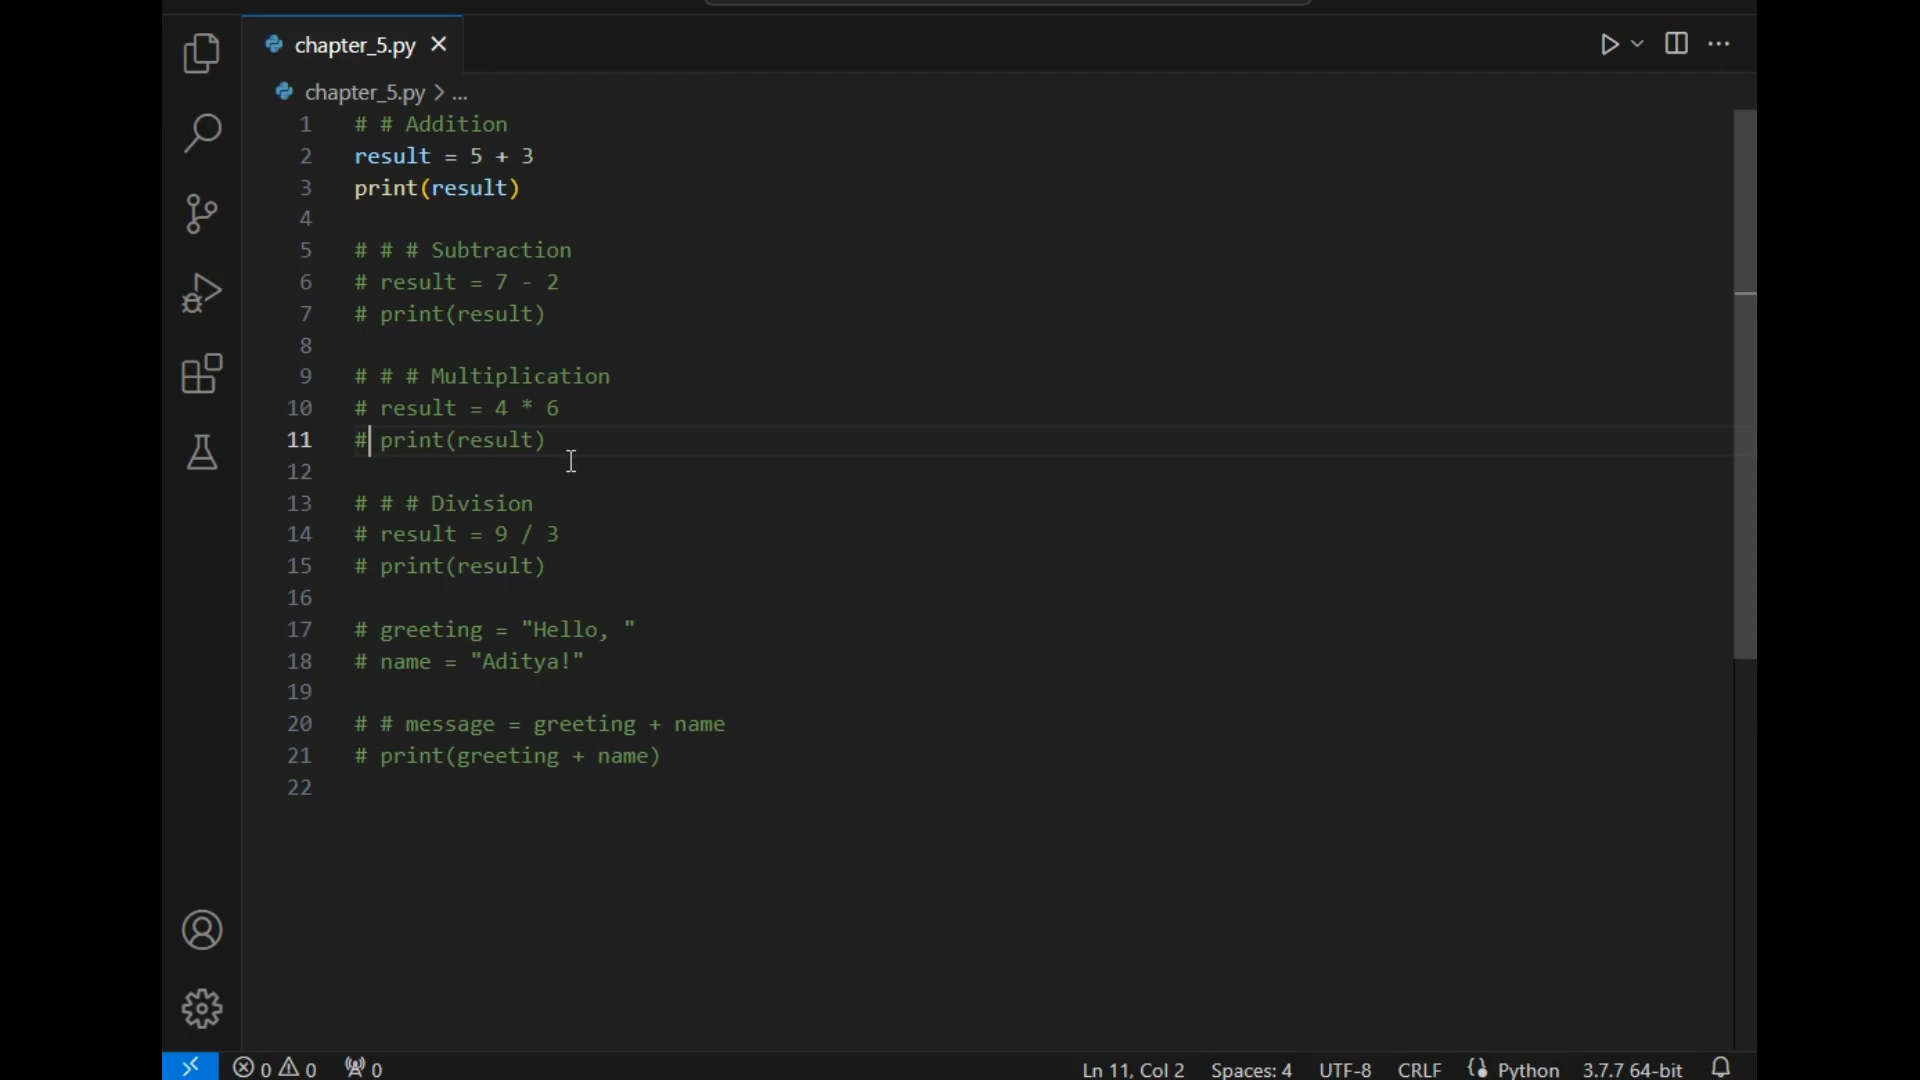 chapter_5.py
chapter_5.py > ...
1 # # Addition
2 result = 5 + 3
3 print(result)
4
5 # # # Subtraction
6 # result = 7 - 2
7 # print(result)
8
9 # # # Multiplication
10 # result = 4 * 6
11 # print(result)
12
13 # # # Division
14 # result = 9 / 3
15 # print(result)
16
17 # greeting = "Hello, "
18 # name = "Aditya!"
19
20 # # message = greeting + name
21 # print(greeting + name)
22
0 0 0 Ln 11, Col 2 Spaces: 4 UTF-8 CRLF Python 3.7.7 64-bit